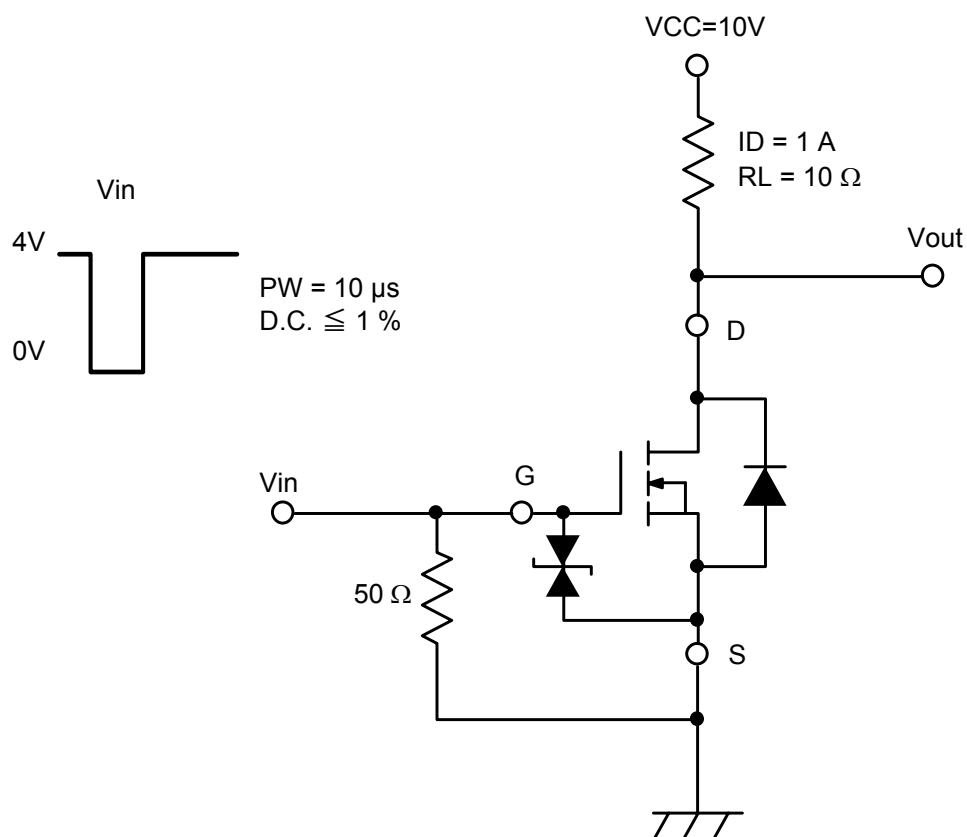 VCC=10V
ID = 1 A
RL = 10 Ω
Vin
4V
0V
PW = 10 μs
D.C. ≦ 1 %
Vout
D
Vin
G
50 Ω
S